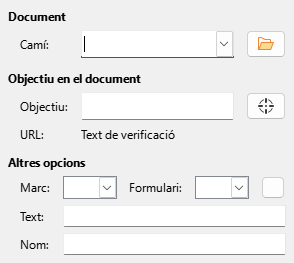 Document
Camí:
Objectiu en el document
Objectiu:
URL: Text de verificació
Altres opcions
Marc: Formulari:
Text:
Nom: